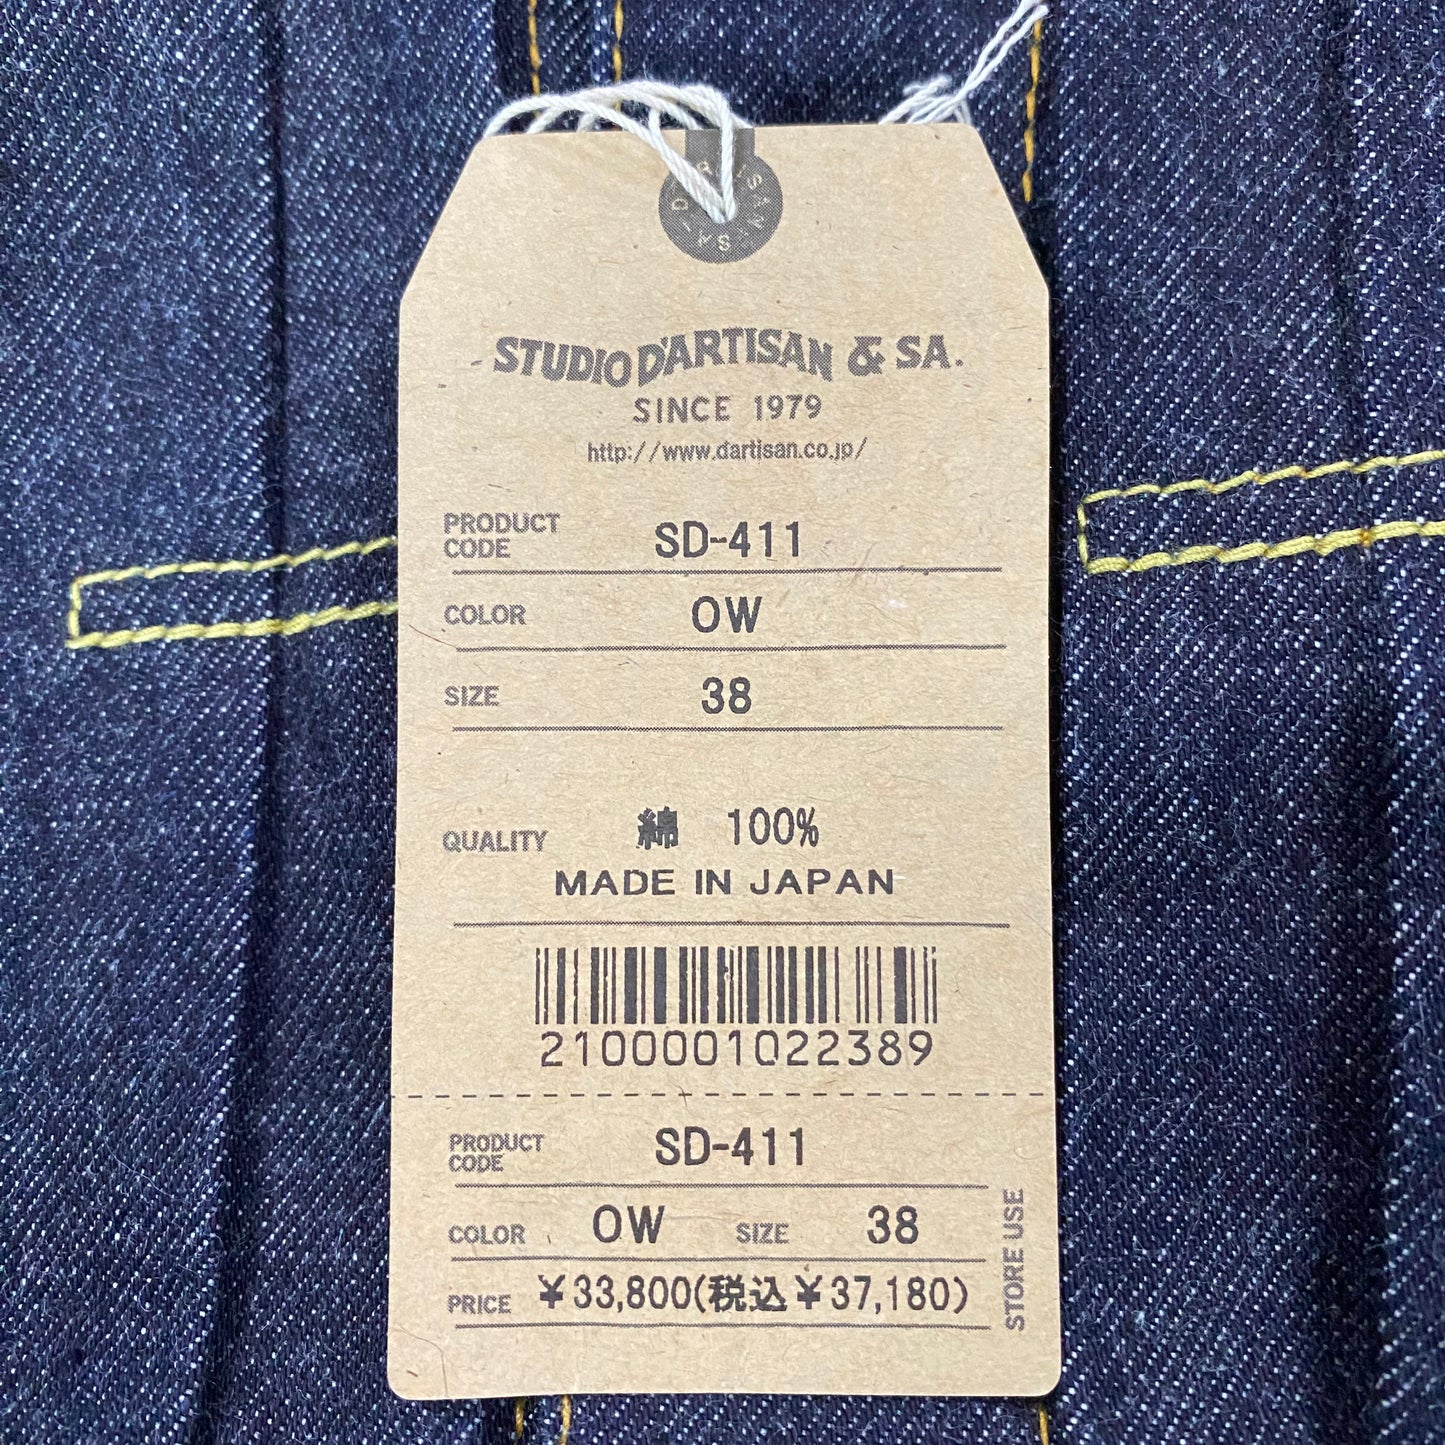 STUDIO D'ARTISAN & SA.
SINCE 1979
http://www.dartisan.co.jp/
PRODUCT CODE SD-411
COLOR OW
SIZE 38
QUALITY 綿 100%
MADE IN JAPAN
2100001022389
PRODUCT CODE SD-411
COLOR OW SIZE 38
PRICE ¥33,800(税込¥37,180)
STORE USE